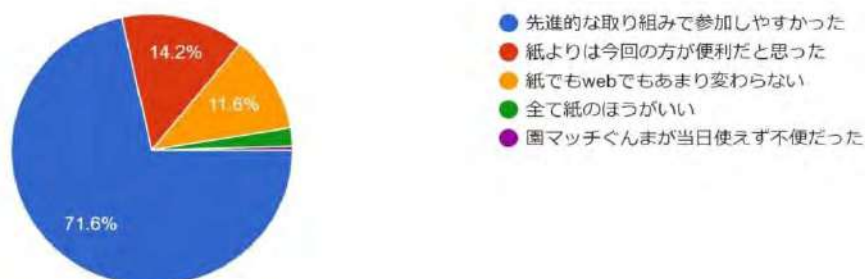 14.2%
11.6%
71.6%
先進的な取り組みで参加しやすかった
紙よりは今回の方が便利だと思った
紙でもwebでもあまり変わらない
全て紙のほうがいい
園マッチぐんまが当日使えず不便だった